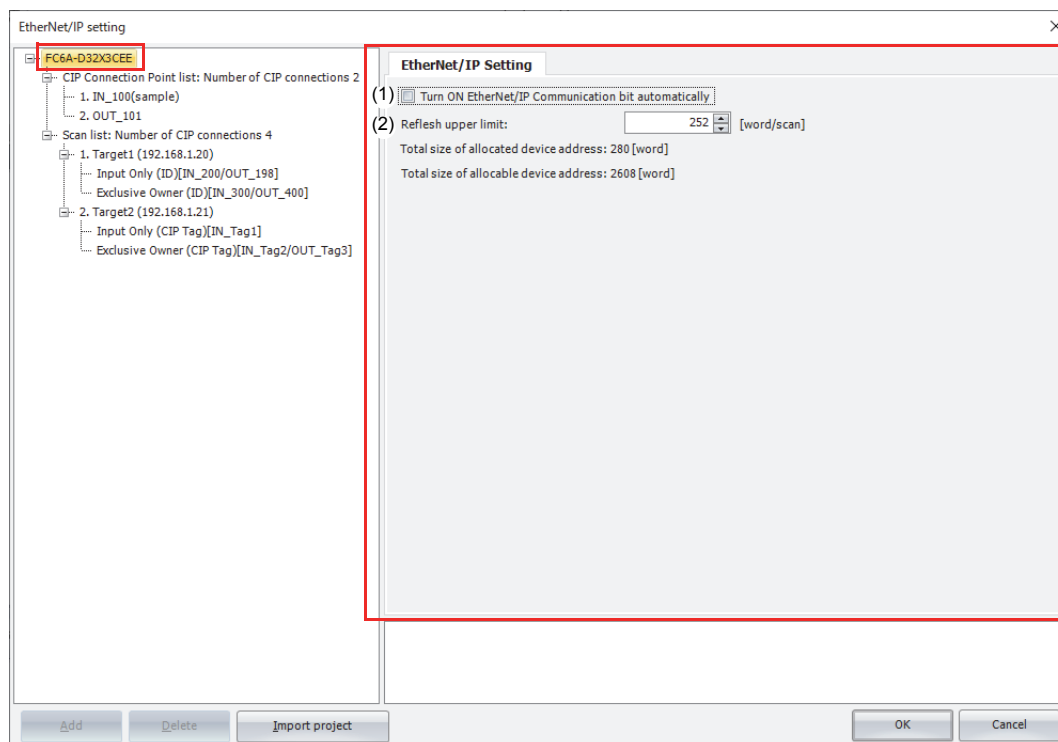 EtherNet/IP setting
FC6A-D32X3CEE
CIP Connection Point list: Number of CIP connections 2
1. IN_100(sample)
2. OUT_101
Scan list: Number of CIP connections 4
1. Target1 (192.168.1.20)
Input Only (ID)[IN_200/OUT_198]
Exclusive Owner (ID)[IN_300/OUT_400]
2. Target2 (192.168.1.21)
Input Only (CIP Tag)[IN_Tag1]
Exclusive Owner (CIP Tag)[IN_Tag2/OUT_Tag3]
EtherNet/IP Setting
(1) Turn ON EtherNet/IP Communication bit automatically
(2) Reflesh upper limit: 252 [word/scan]
Total size of allocated device address: 280 [word]
Total size of allocable device address: 2608 [word]
Add Delete Import project OK Cancel